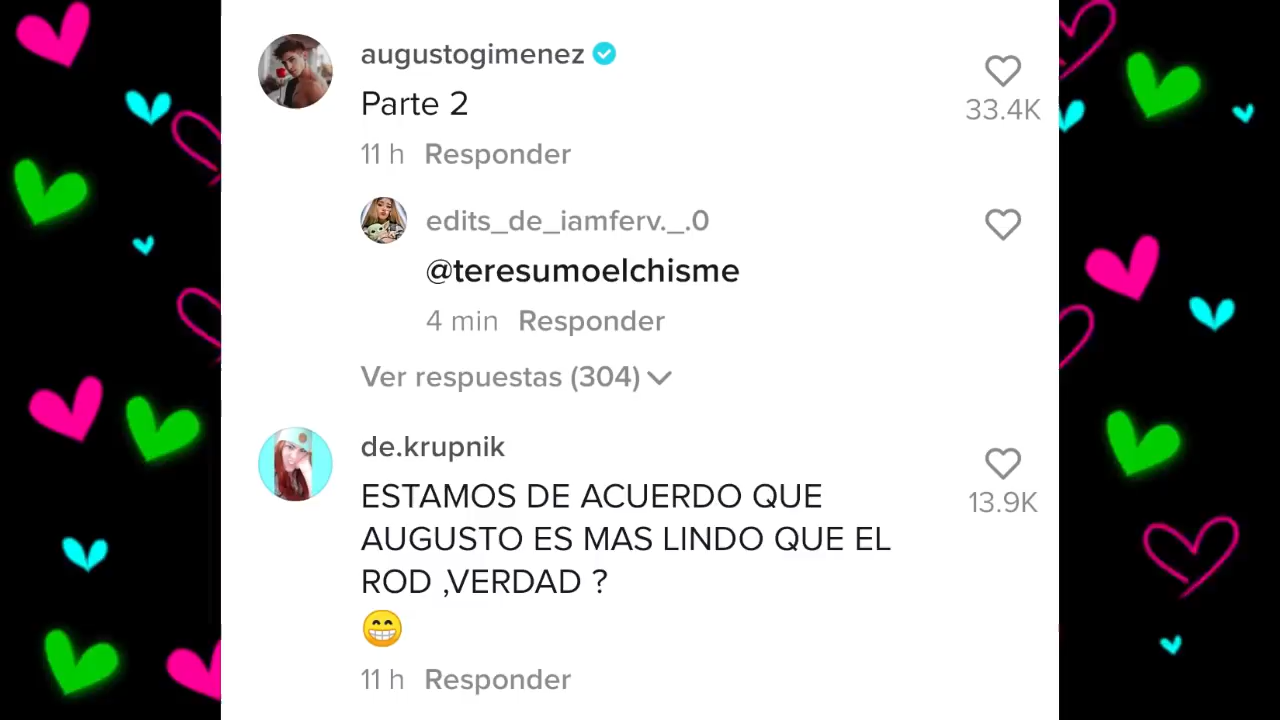 augustogimenez
33.4K
Parte 2
11 h Responder
edits_de_iamferv._.0
@teresumoelchisme
4 min Responder
Ver respuestas (304)
de.krupnik
13.9K
ESTAMOS DE ACUERDO QUE
AUGUSTO ES MAS LINDO QUE EL
ROD ,VERDAD ?
😁
11 h Responder